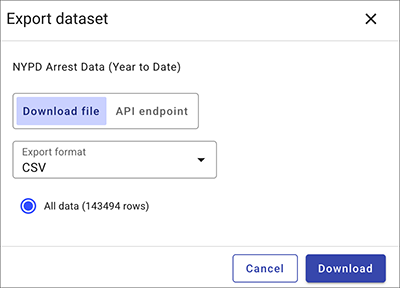 Export dataset
NYPD Arrest Data (Year to Date)
Download file API endpoint
Export format
CSV
All data (143494 rows)
Cancel Download